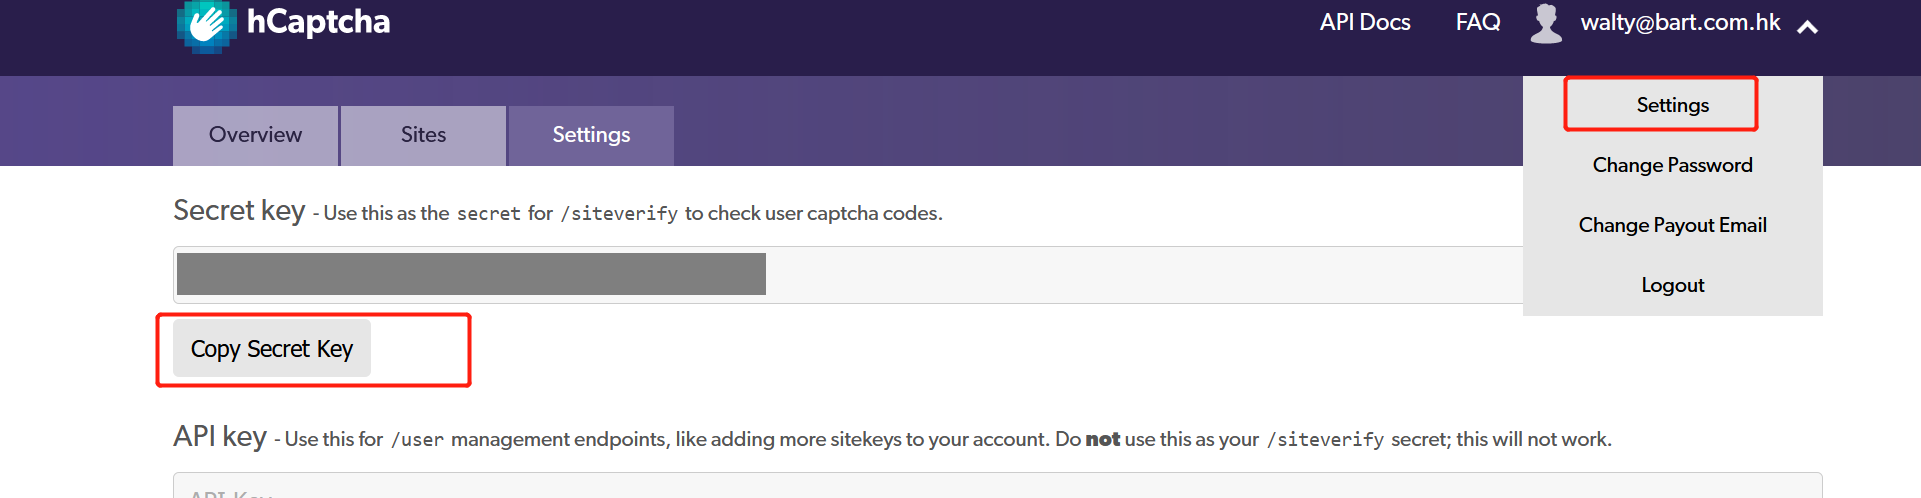 hCaptcha
API Docs FAQ walty@bart.com.hk
Settings
Change Password
Change Payout Email
Logout
Overview Sites Settings
Secret key - Use this as the secret for /siteverify to check user captcha codes.
Copy Secret Key
API key - Use this for /user management endpoints, like adding more sitekeys to your account. Do not use this as your /siteverify secret; this will not work.
API Key